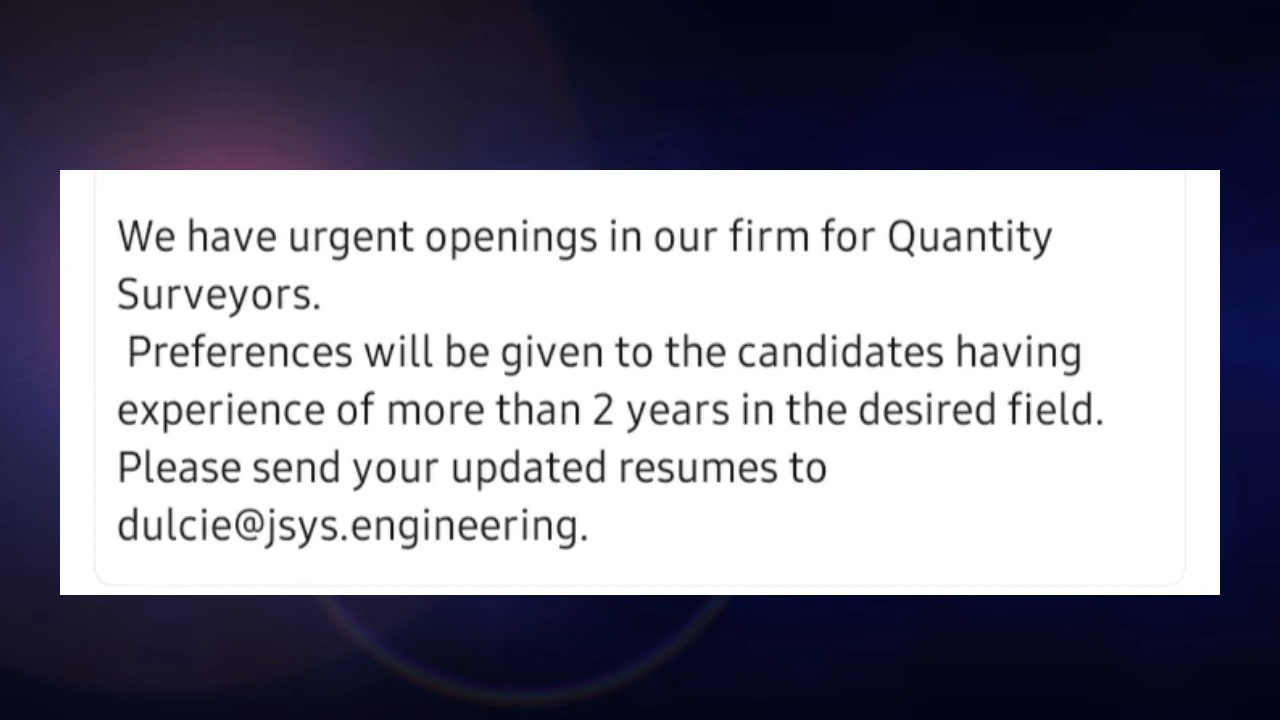 We have urgent openings in our firm for Quantity
Surveyors.
Preferences will be given to the candidates having
experience of more than 2 years in the desired field.
Please send your updated resumes to
dulcie@jsys.engineering.